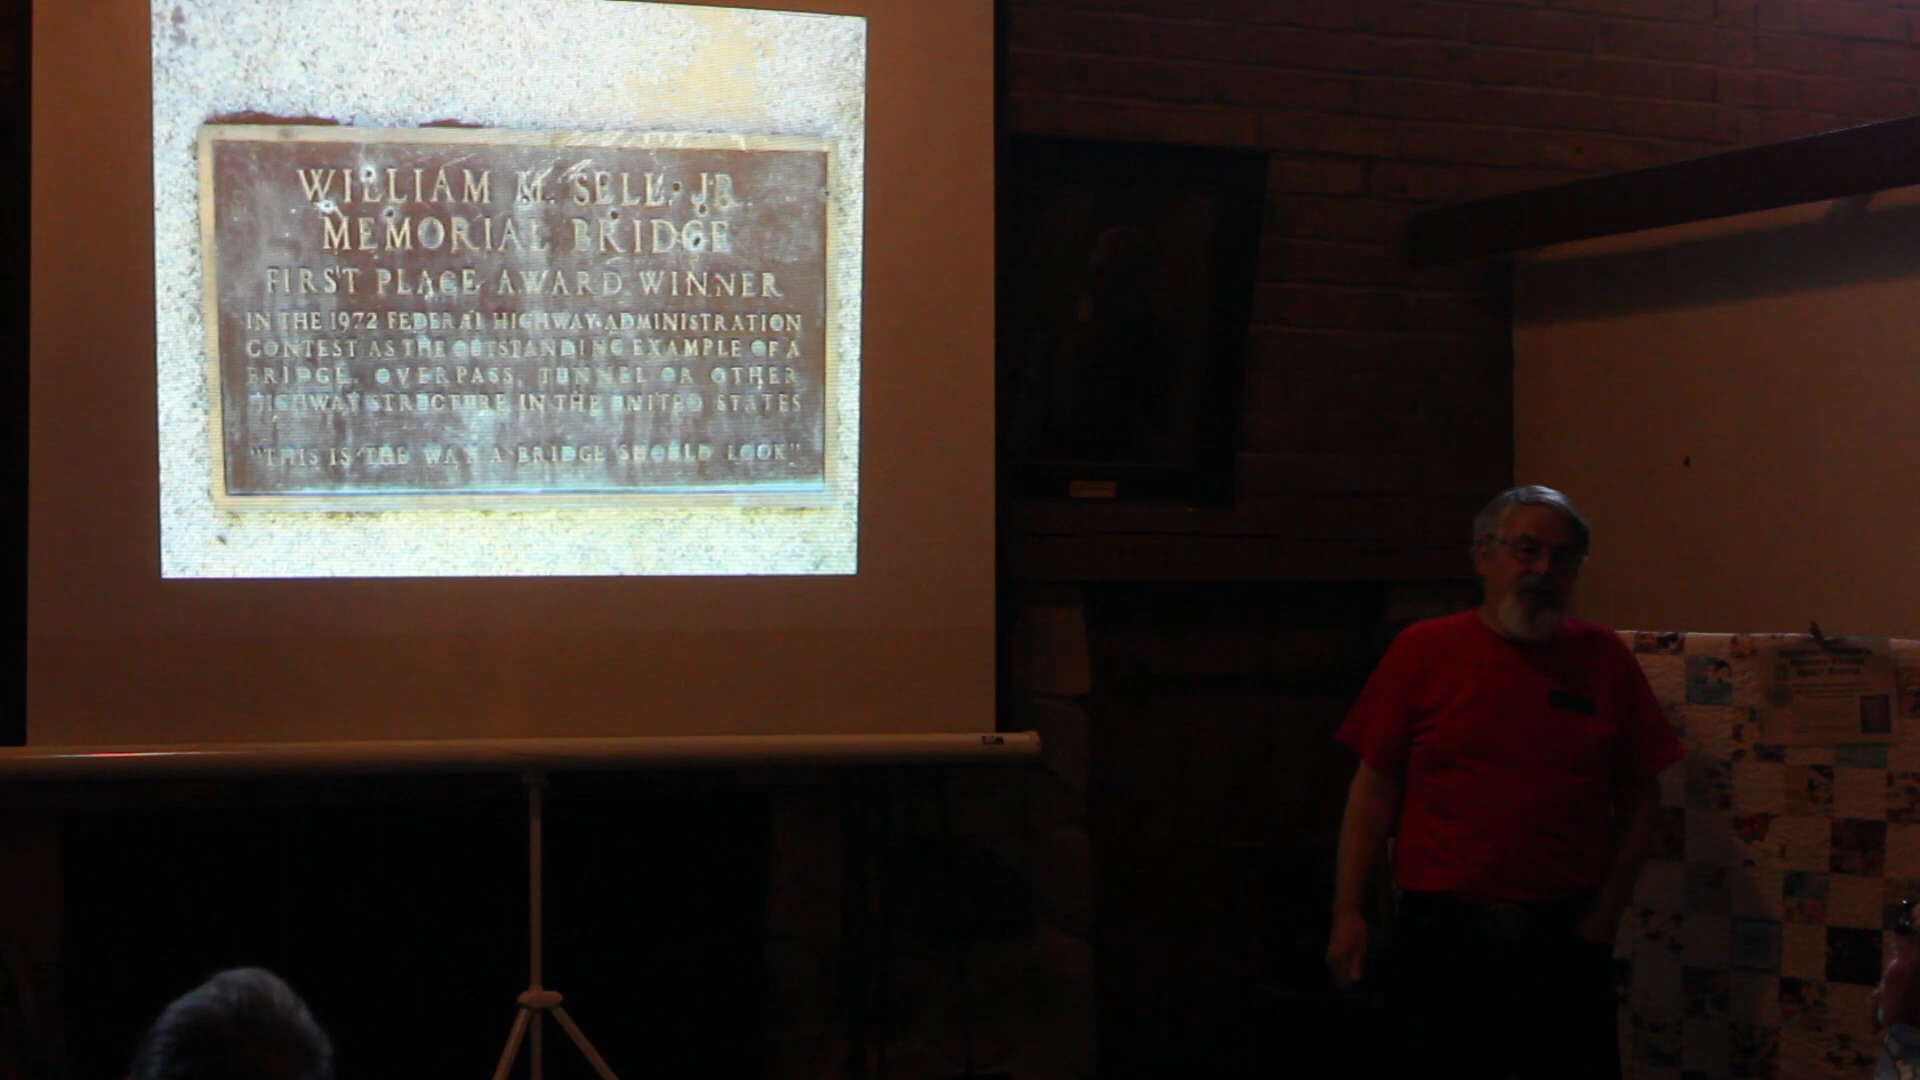 WILLIAM M. SELL, JR.
MEMORIAL BRIDGE
FIRST PLACE AWARD WINNER
IN THE 1972 FEDERAL HIGHWAY ADMINISTRATION
CONTEST AS THE OUTSTANDING EXAMPLE OF A
BRIDGE, OVERPASS, TUNNEL OR OTHER
HIGHWAY STRUCTURE IN THE UNITED STATES
"THIS IS THE WAY A BRIDGE SHOULD LOOK"